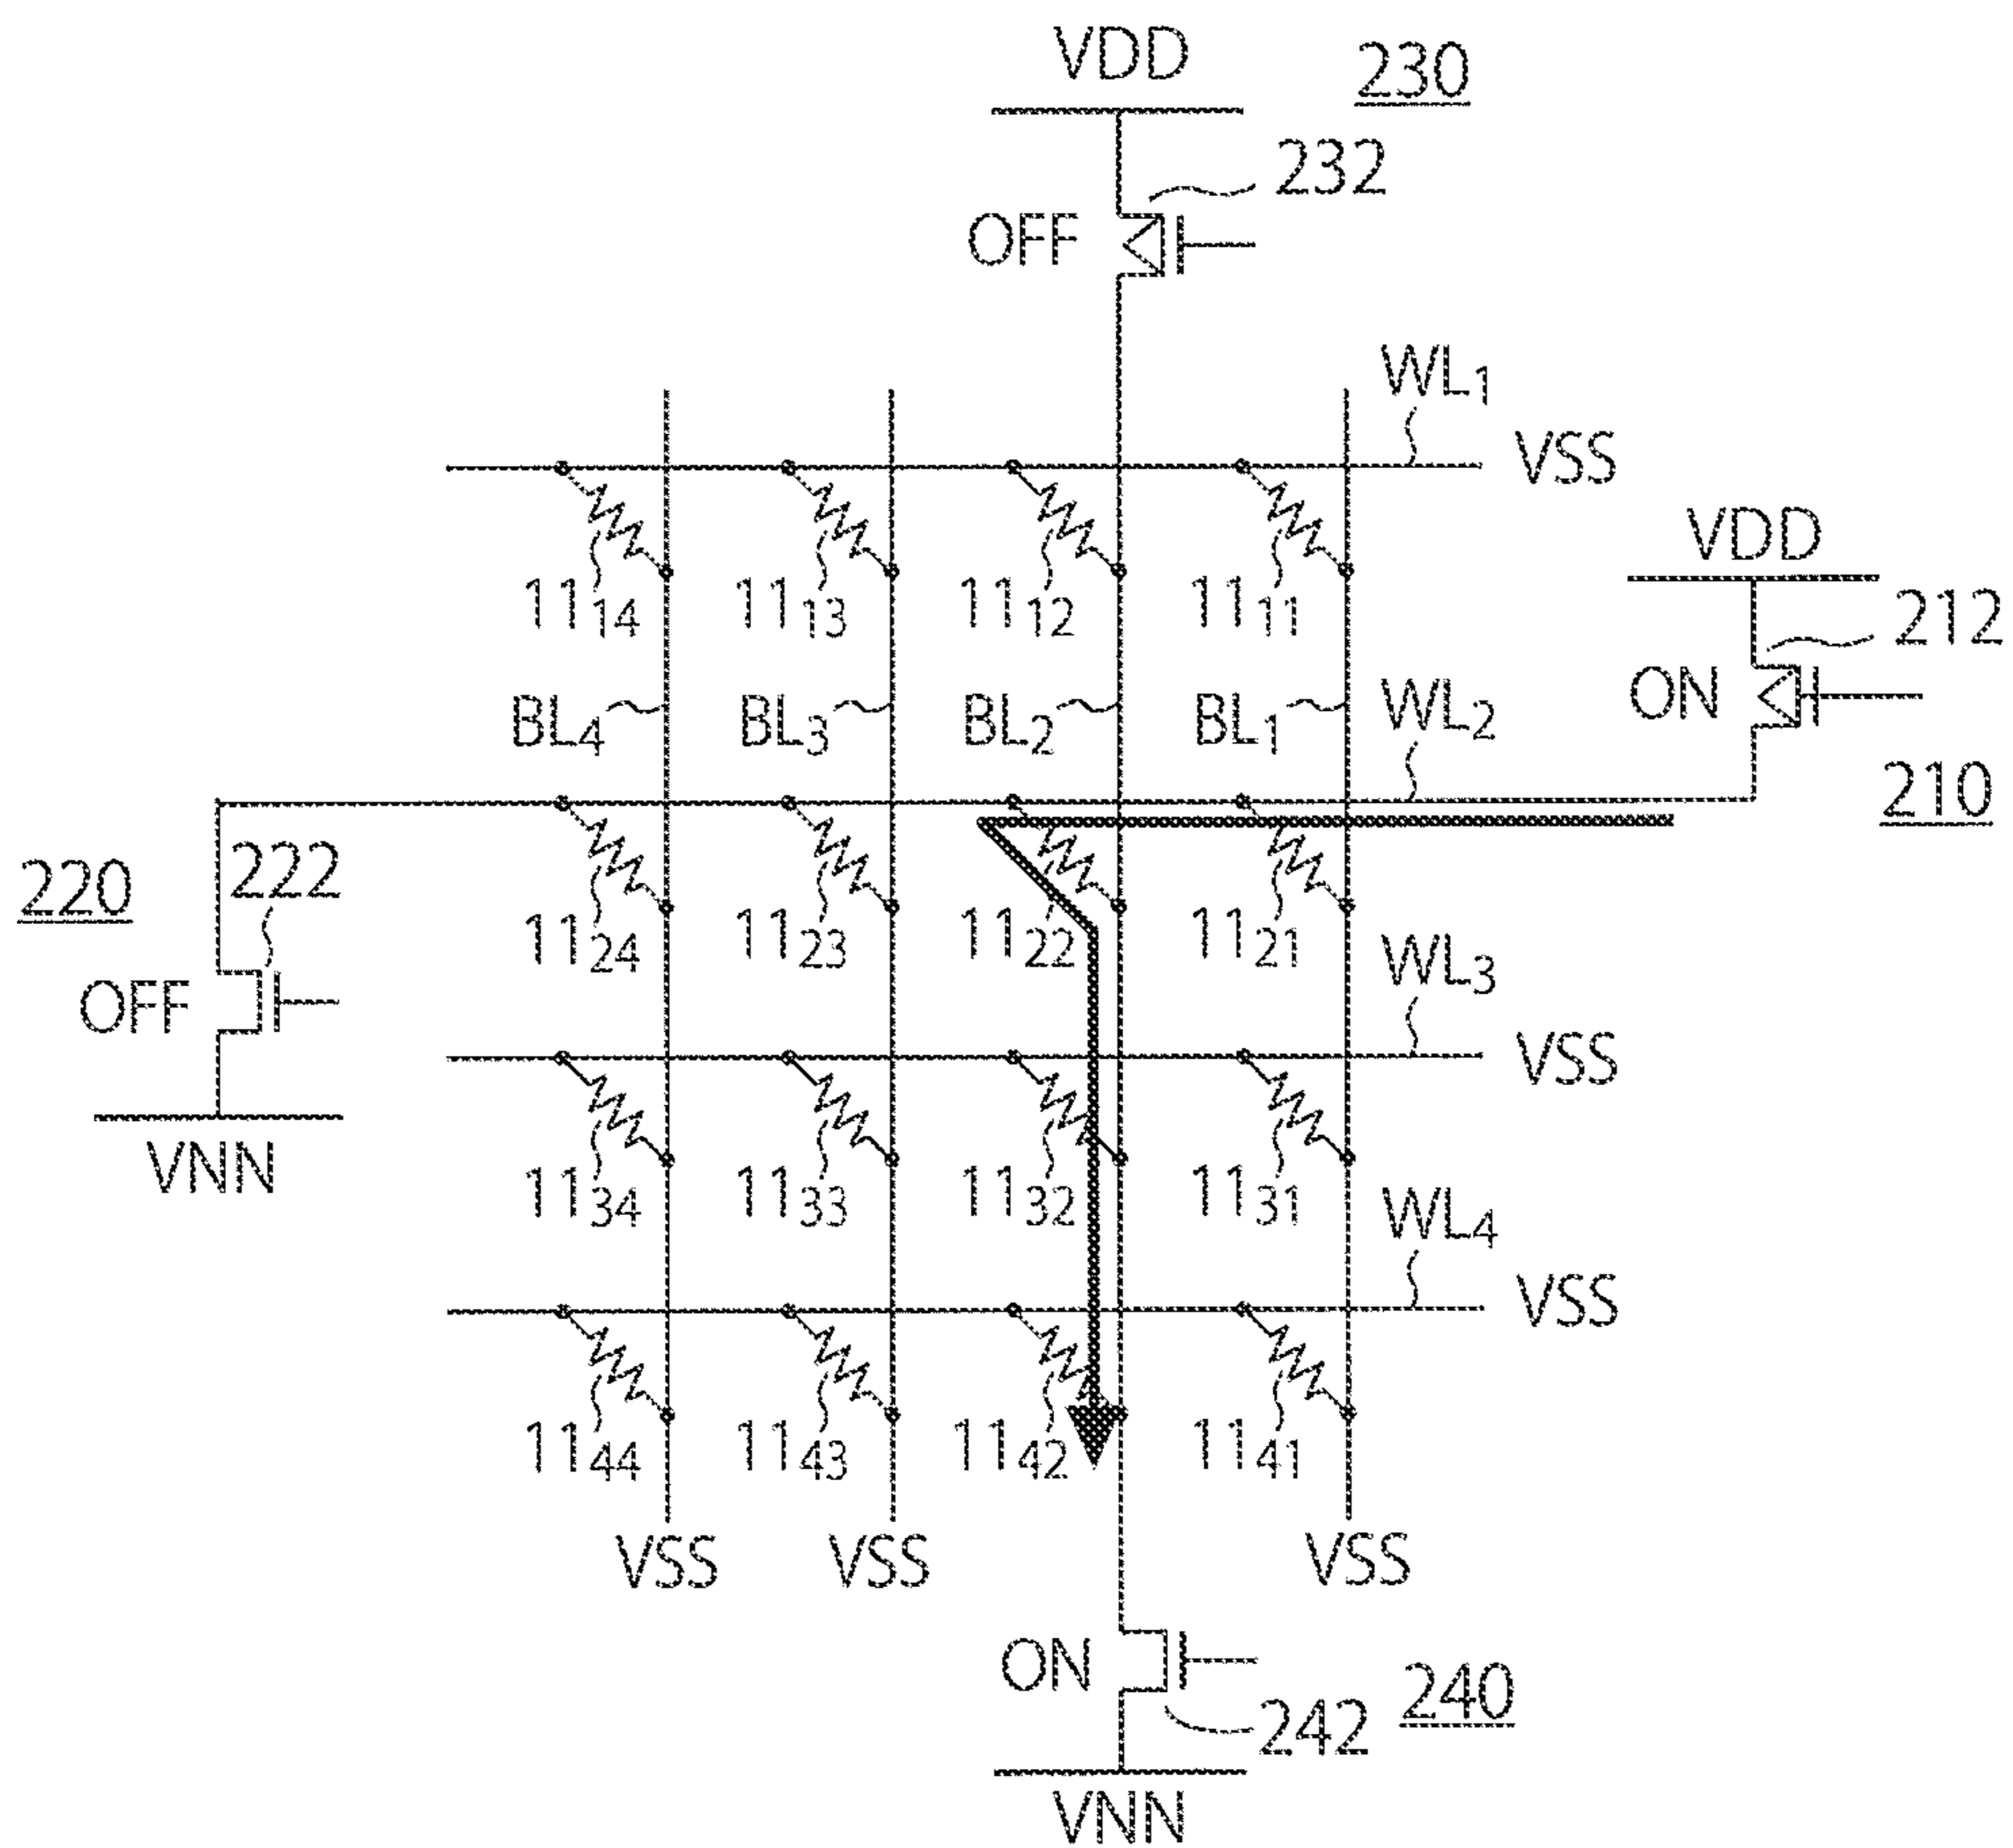 VDD 230
232
OFF
WL1
VSS
VDD
1114 1113 1112 1111
212
ON
BL4 BL3 BL2 BL1 WL2
210
220 222
1124 1123 1122 1121
WL3
OFF
VSS
VNN
1134 1133 1132 1131
WL4
VSS
1144 1143 1142 1141
VSS VSS VSS
ON
240
242
VNN